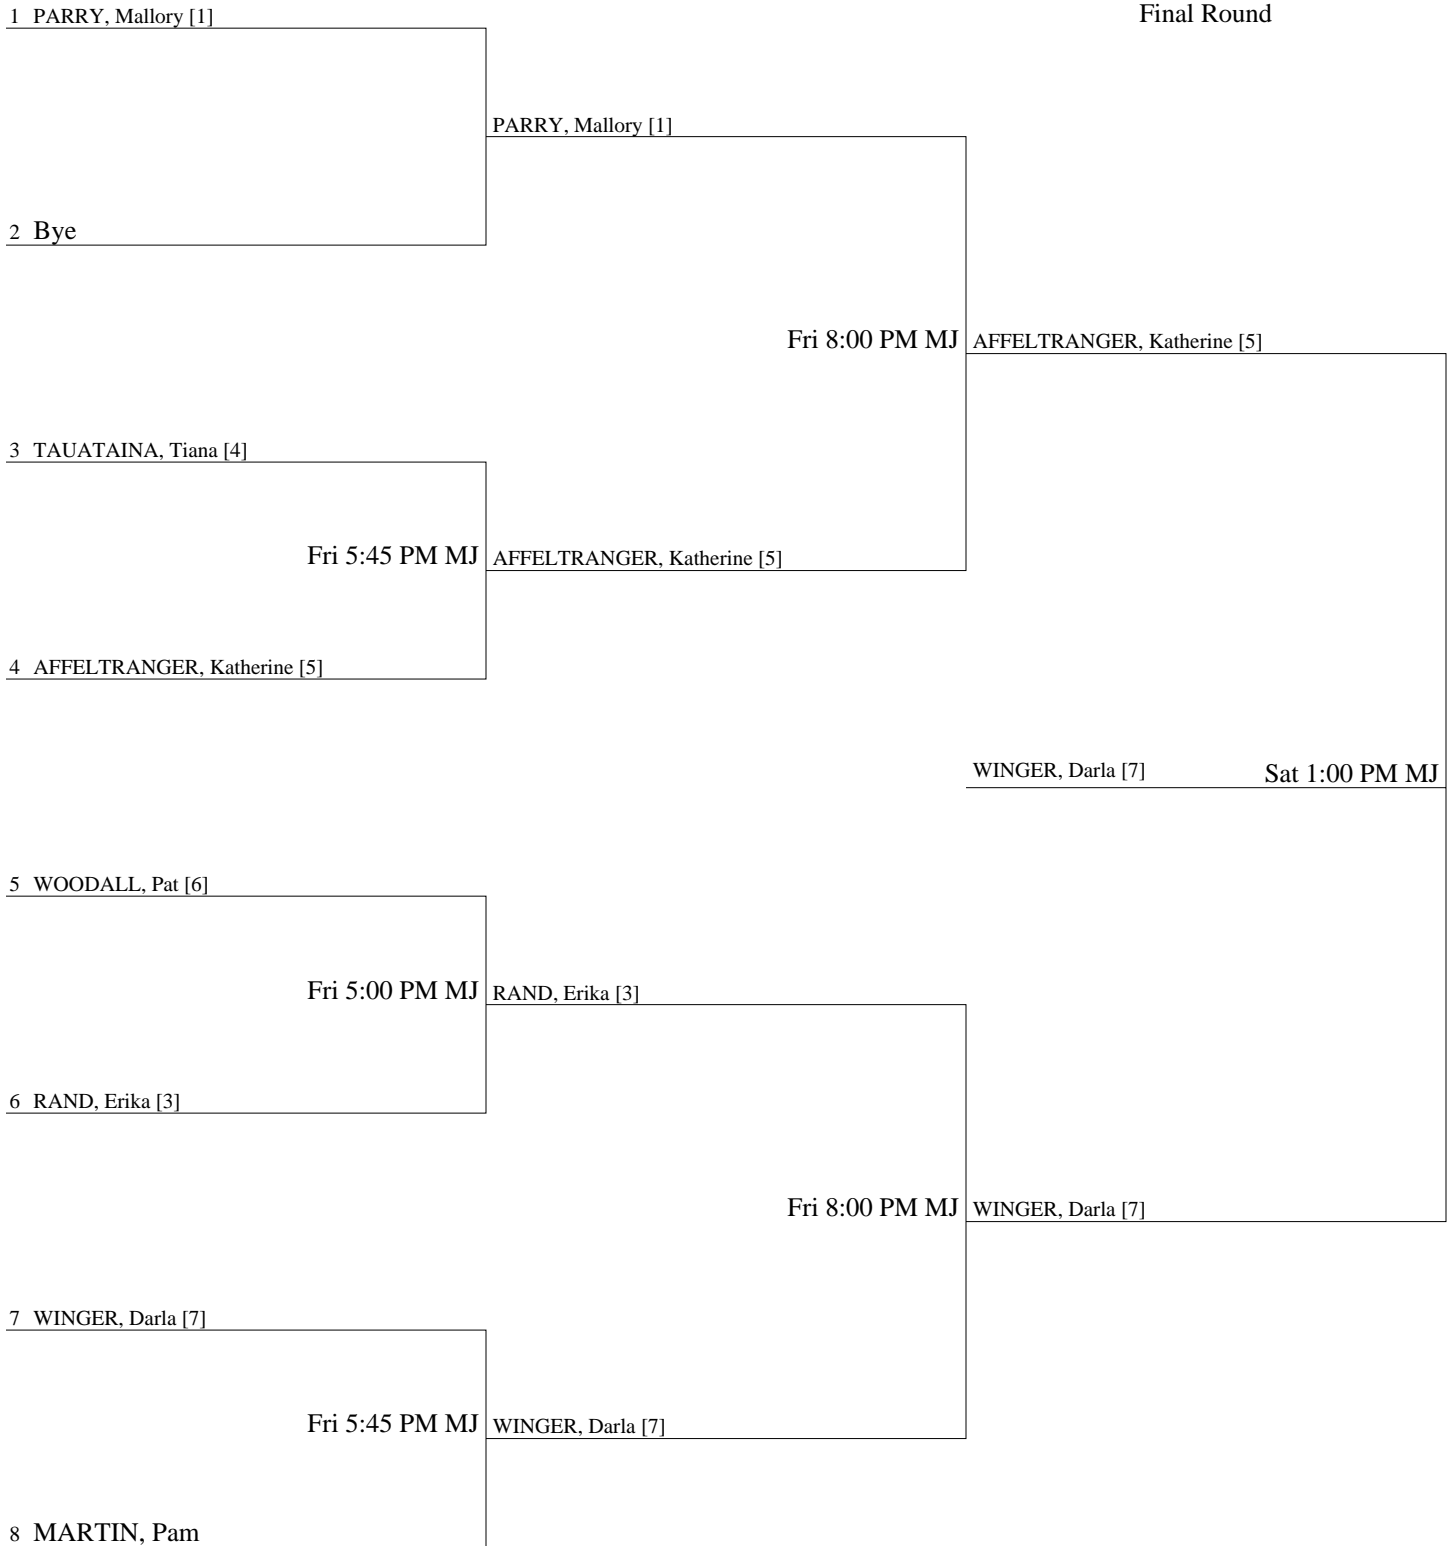 1 PARRY, Mallory [1]
Final Round
PARRY, Mallory [1]
2 Bye
Fri 8:00 PM MJ
AFFELTRANGER, Katherine [5]
3 TAUATAINA, Tiana [4]
Fri 5:45 PM MJ
AFFELTRANGER, Katherine [5]
4 AFFELTRANGER, Katherine [5]
WINGER, Darla [7]
Sat 1:00 PM MJ
5 WOODALL, Pat [6]
Fri 5:00 PM MJ
RAND, Erika [3]
6 RAND, Erika [3]
Fri 8:00 PM MJ
WINGER, Darla [7]
7 WINGER, Darla [7]
Fri 5:45 PM MJ
WINGER, Darla [7]
8 MARTIN, Pam